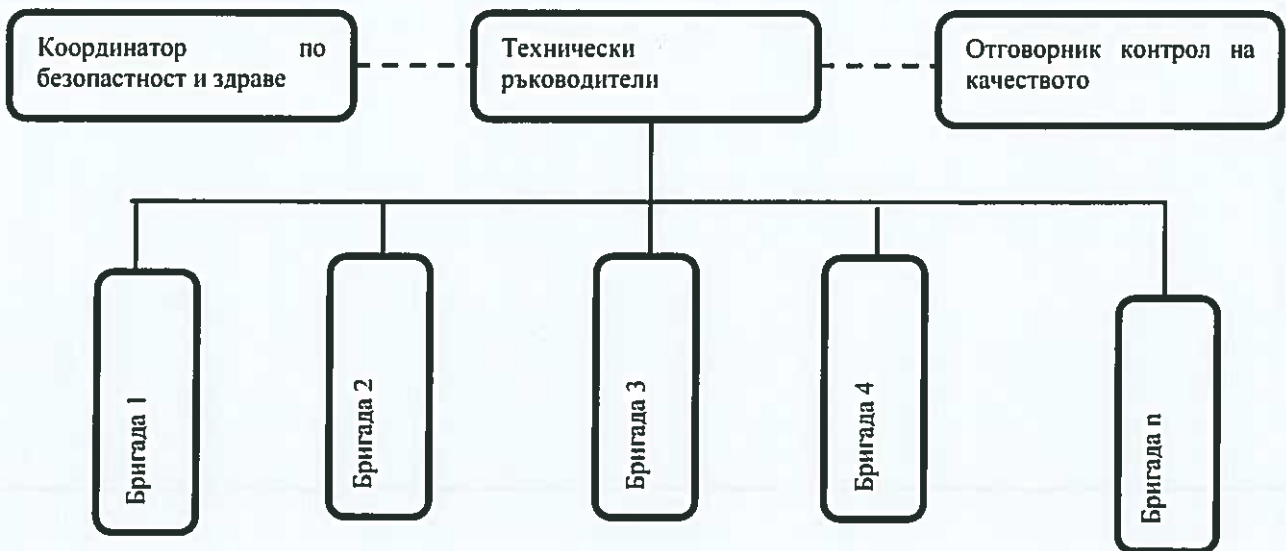 Координатор по
безопастност и здраве
Технически
ръководители
Отговорник контрол на
качеството
Бригада 1
Бригада 2
Бригада 3
Бригада 4
Бригада n